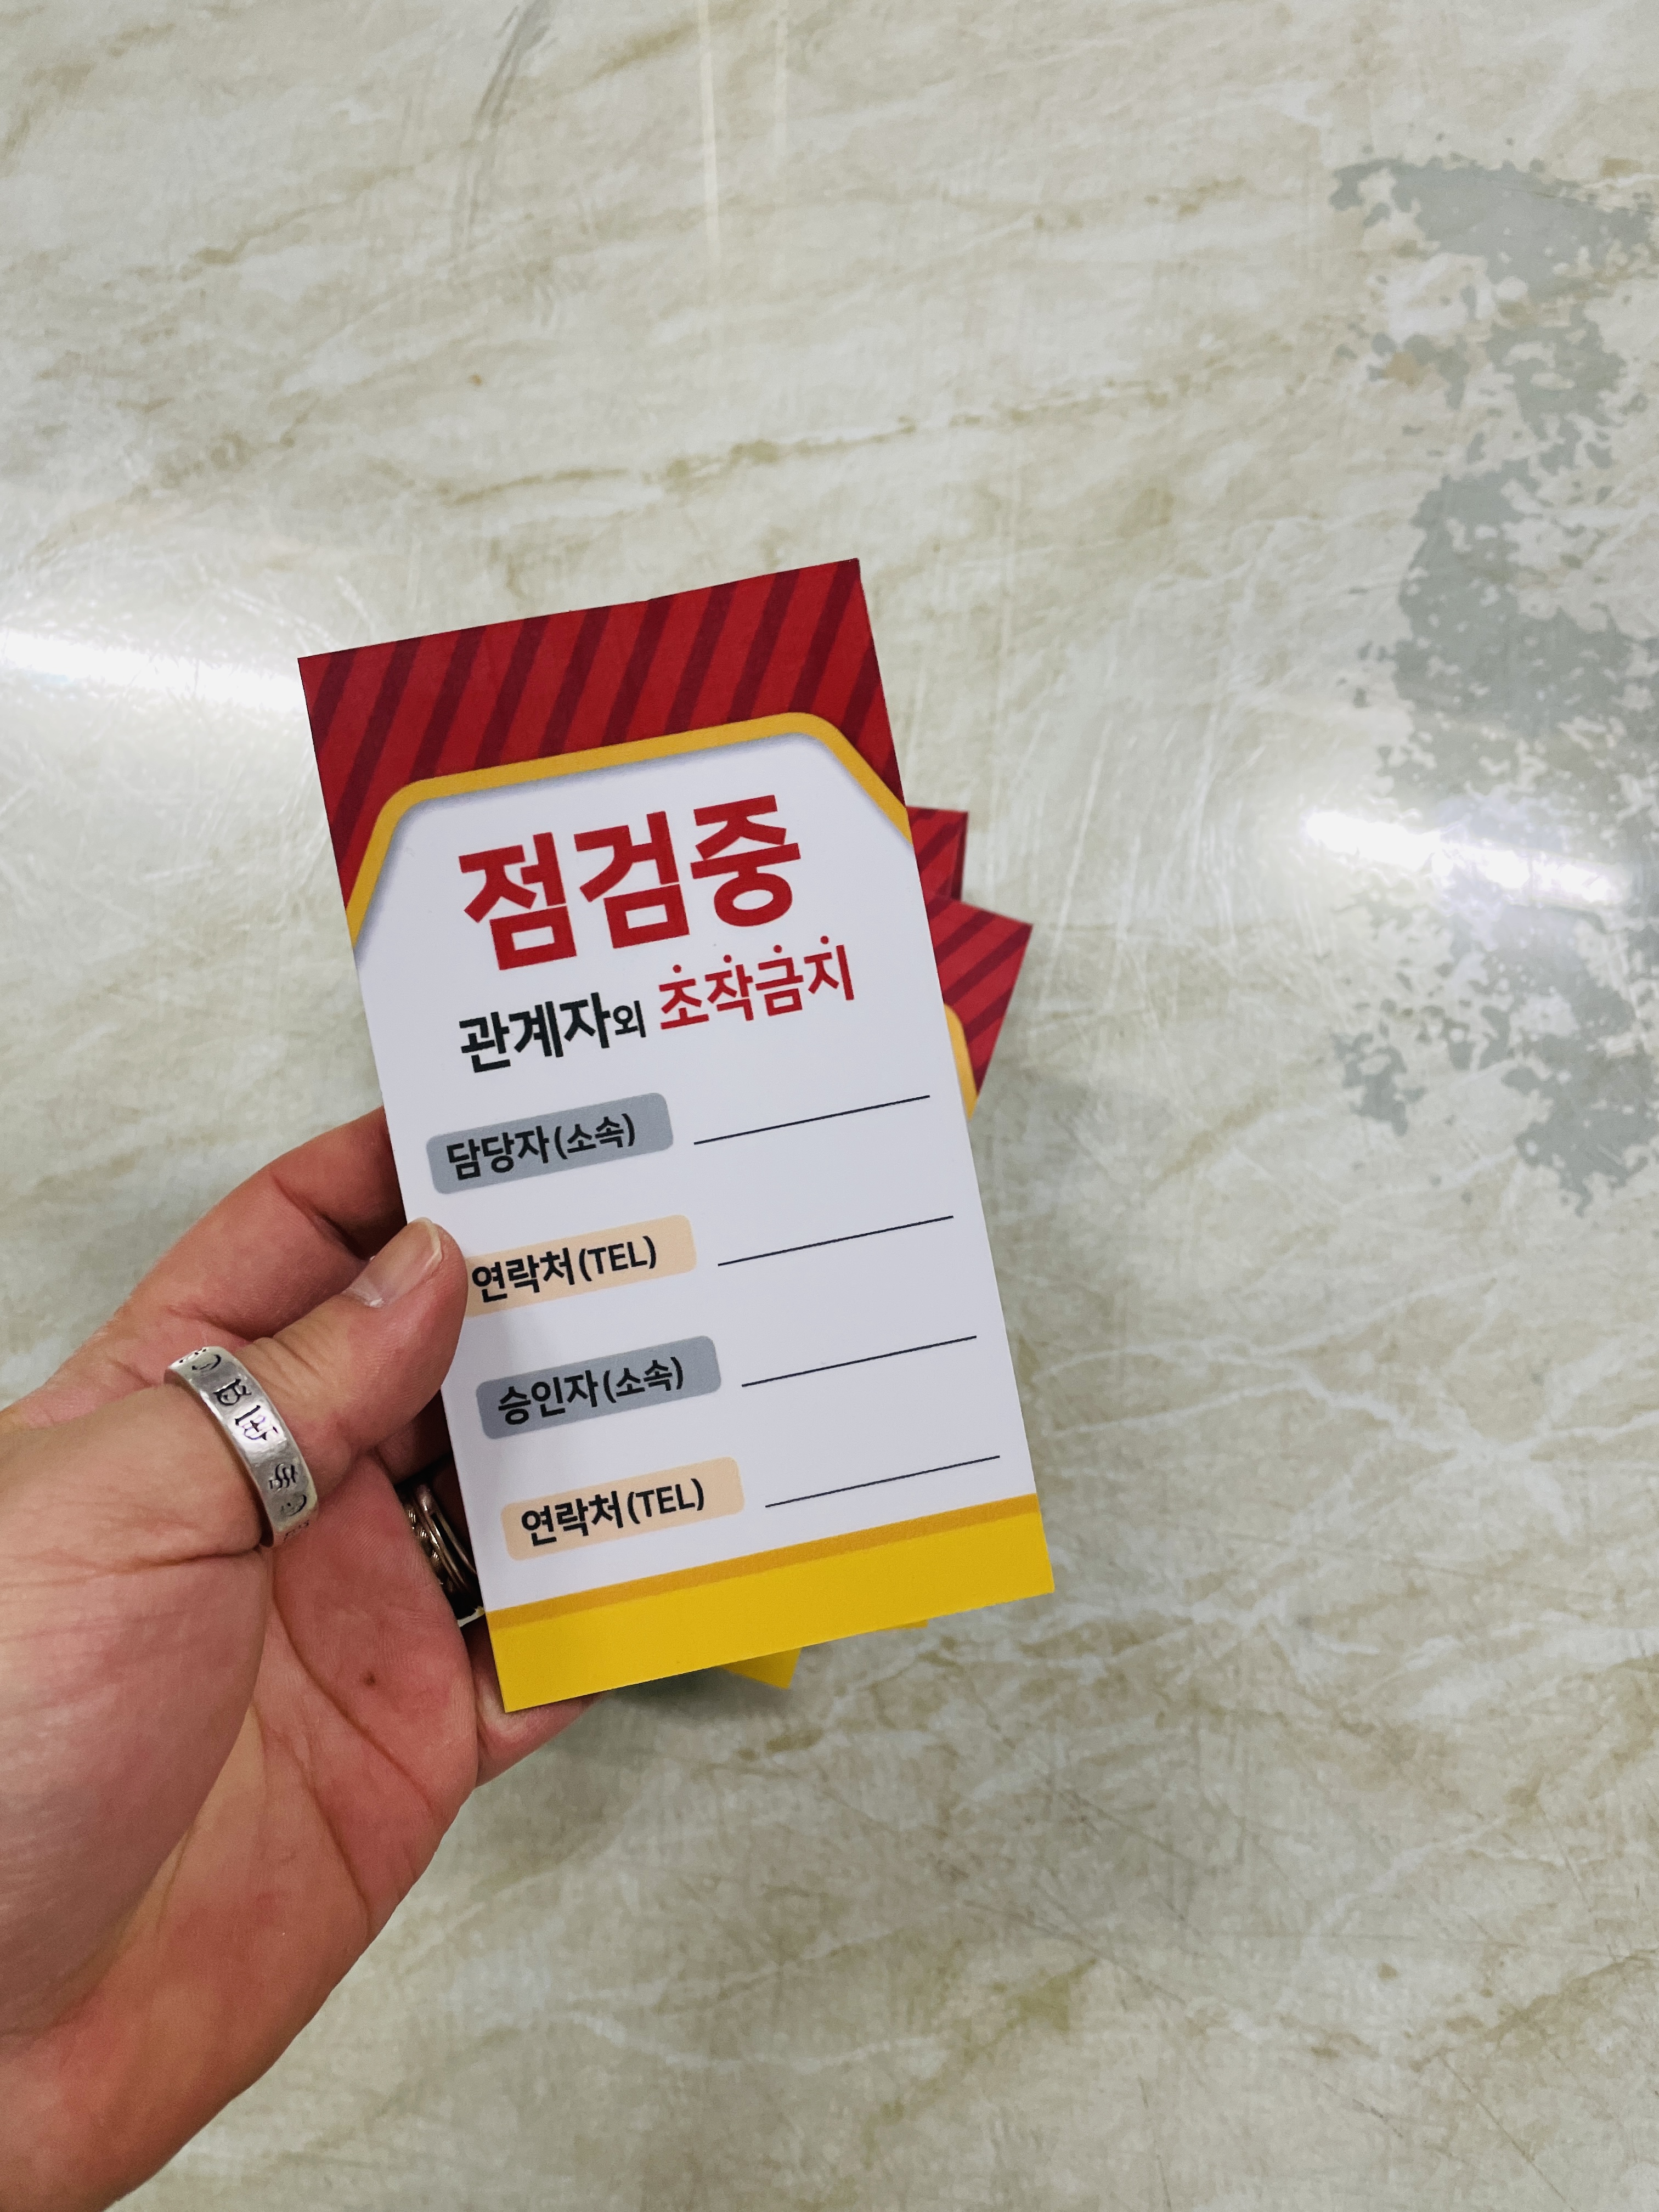 점검중
관계자외 조작금지
담당자(소속)
연락처(TEL)
승인자(소속)
연락처(TEL)